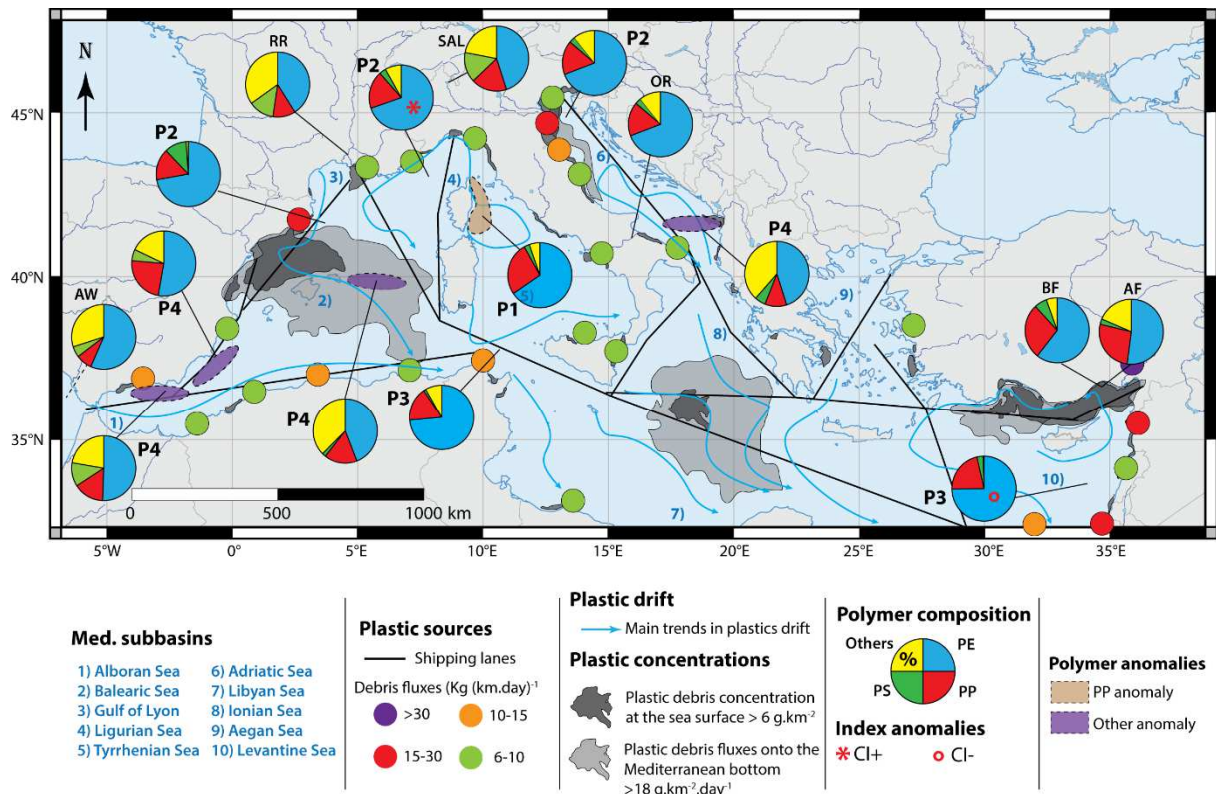 RR
SAL
P2
P2
OR
N
45°N
P2
3)
4)
6)
P4
P4
40°N
AW
2)
5)
P1
9)
BF
AF
8)
P3
P4
35°N
1)
P4
10)
P3
7)
0
500
1000 km
5°W
0°
5°E
10°E
15°E
20°E
25°E
30°E
35°E
Med. subbasins
1) Alboran Sea
2) Balearic Sea
3) Gulf of Lyon
4) Ligurian Sea
5) Tyrrhenian Sea
6) Adriatic Sea
7) Libyan Sea
8) Ionian Sea
9) Aegan Sea
10) Levantine Sea
Plastic sources
Shipping lanes
Debris fluxes (Kg (km.day)⁻¹
>30
10-15
15-30
6-10
Plastic drift
Main trends in plastics drift
Plastic concentrations
Plastic debris concentration
at the sea surface > 6 g.km⁻²
Plastic debris fluxes onto the
Mediterranean bottom
>18 g.km⁻².day⁻¹
Polymer composition
Others
PE
%
PS
PP
Index anomalies
* CI+
CI-
Polymer anomalies
PP anomaly
Other anomaly